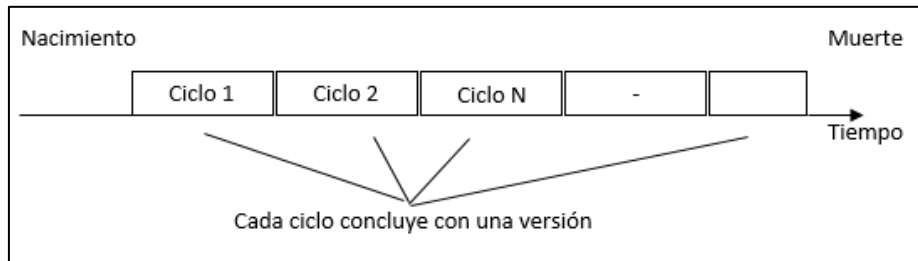 Nacimiento
Muerte
Ciclo 1
Ciclo 2
Ciclo N
-
Tiempo
Cada ciclo concluye con una versión